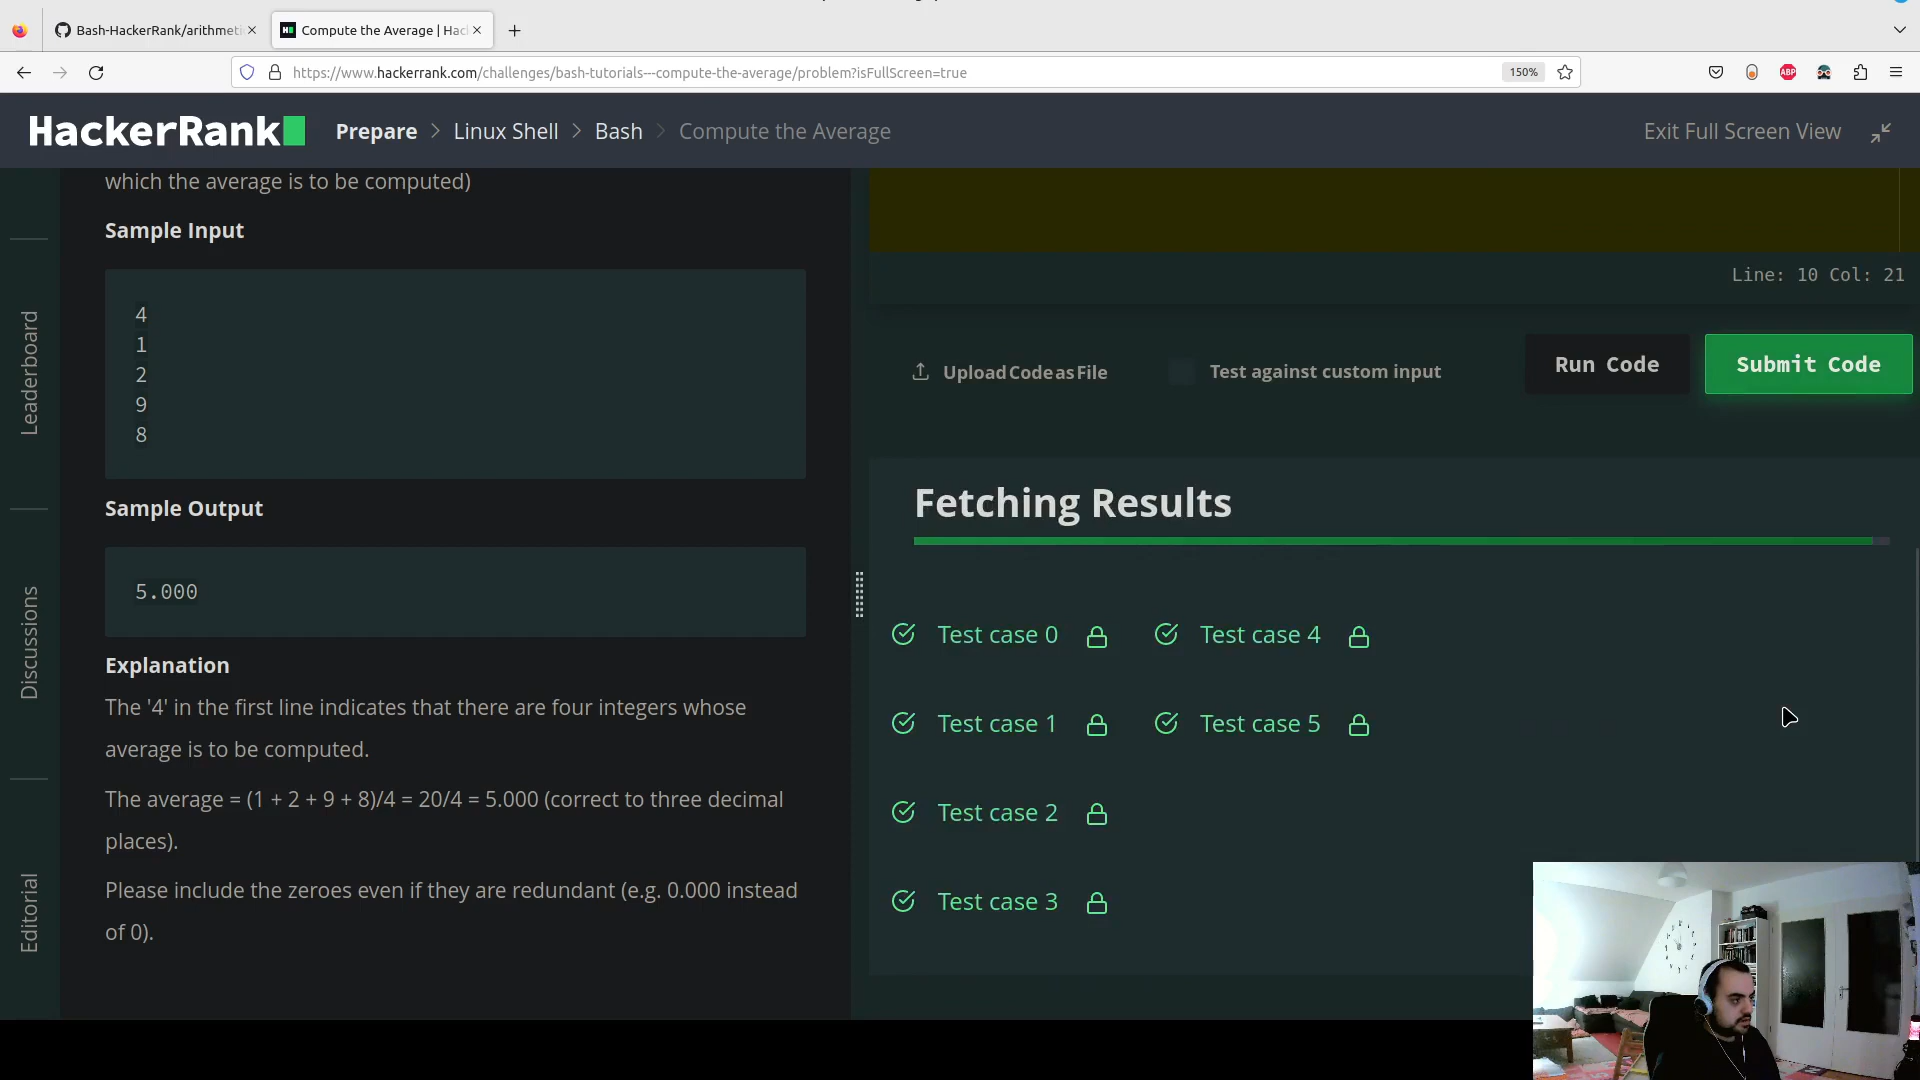 Bash-HackerRank/arithmeti
Compute the Average | Hac
https://www.hackerrank.com/challenges/bash-tutorials---compute-the-average/problem?isFullScreen=true
150%
ABP
HackerRank
Prepare > Linux Shell > Bash > Compute the Average
Exit Full Screen View
Leaderboard
Discussions
Editorial
which the average is to be computed)
Sample Input
4
1
2
9
8
Sample Output
5.000
Explanation
The '4' in the first line indicates that there are four integers whose
average is to be computed.
The average = (1 + 2 + 9 + 8)/4 = 20/4 = 5.000 (correct to three decimal
places).
Please include the zeroes even if they are redundant (e.g. 0.000 instead
of 0).
Line: 10 Col: 21
Upload Code as File
Test against custom input
Run Code
Submit Code
Fetching Results
Test case 0
Test case 4
Test case 1
Test case 5
Test case 2
Test case 3